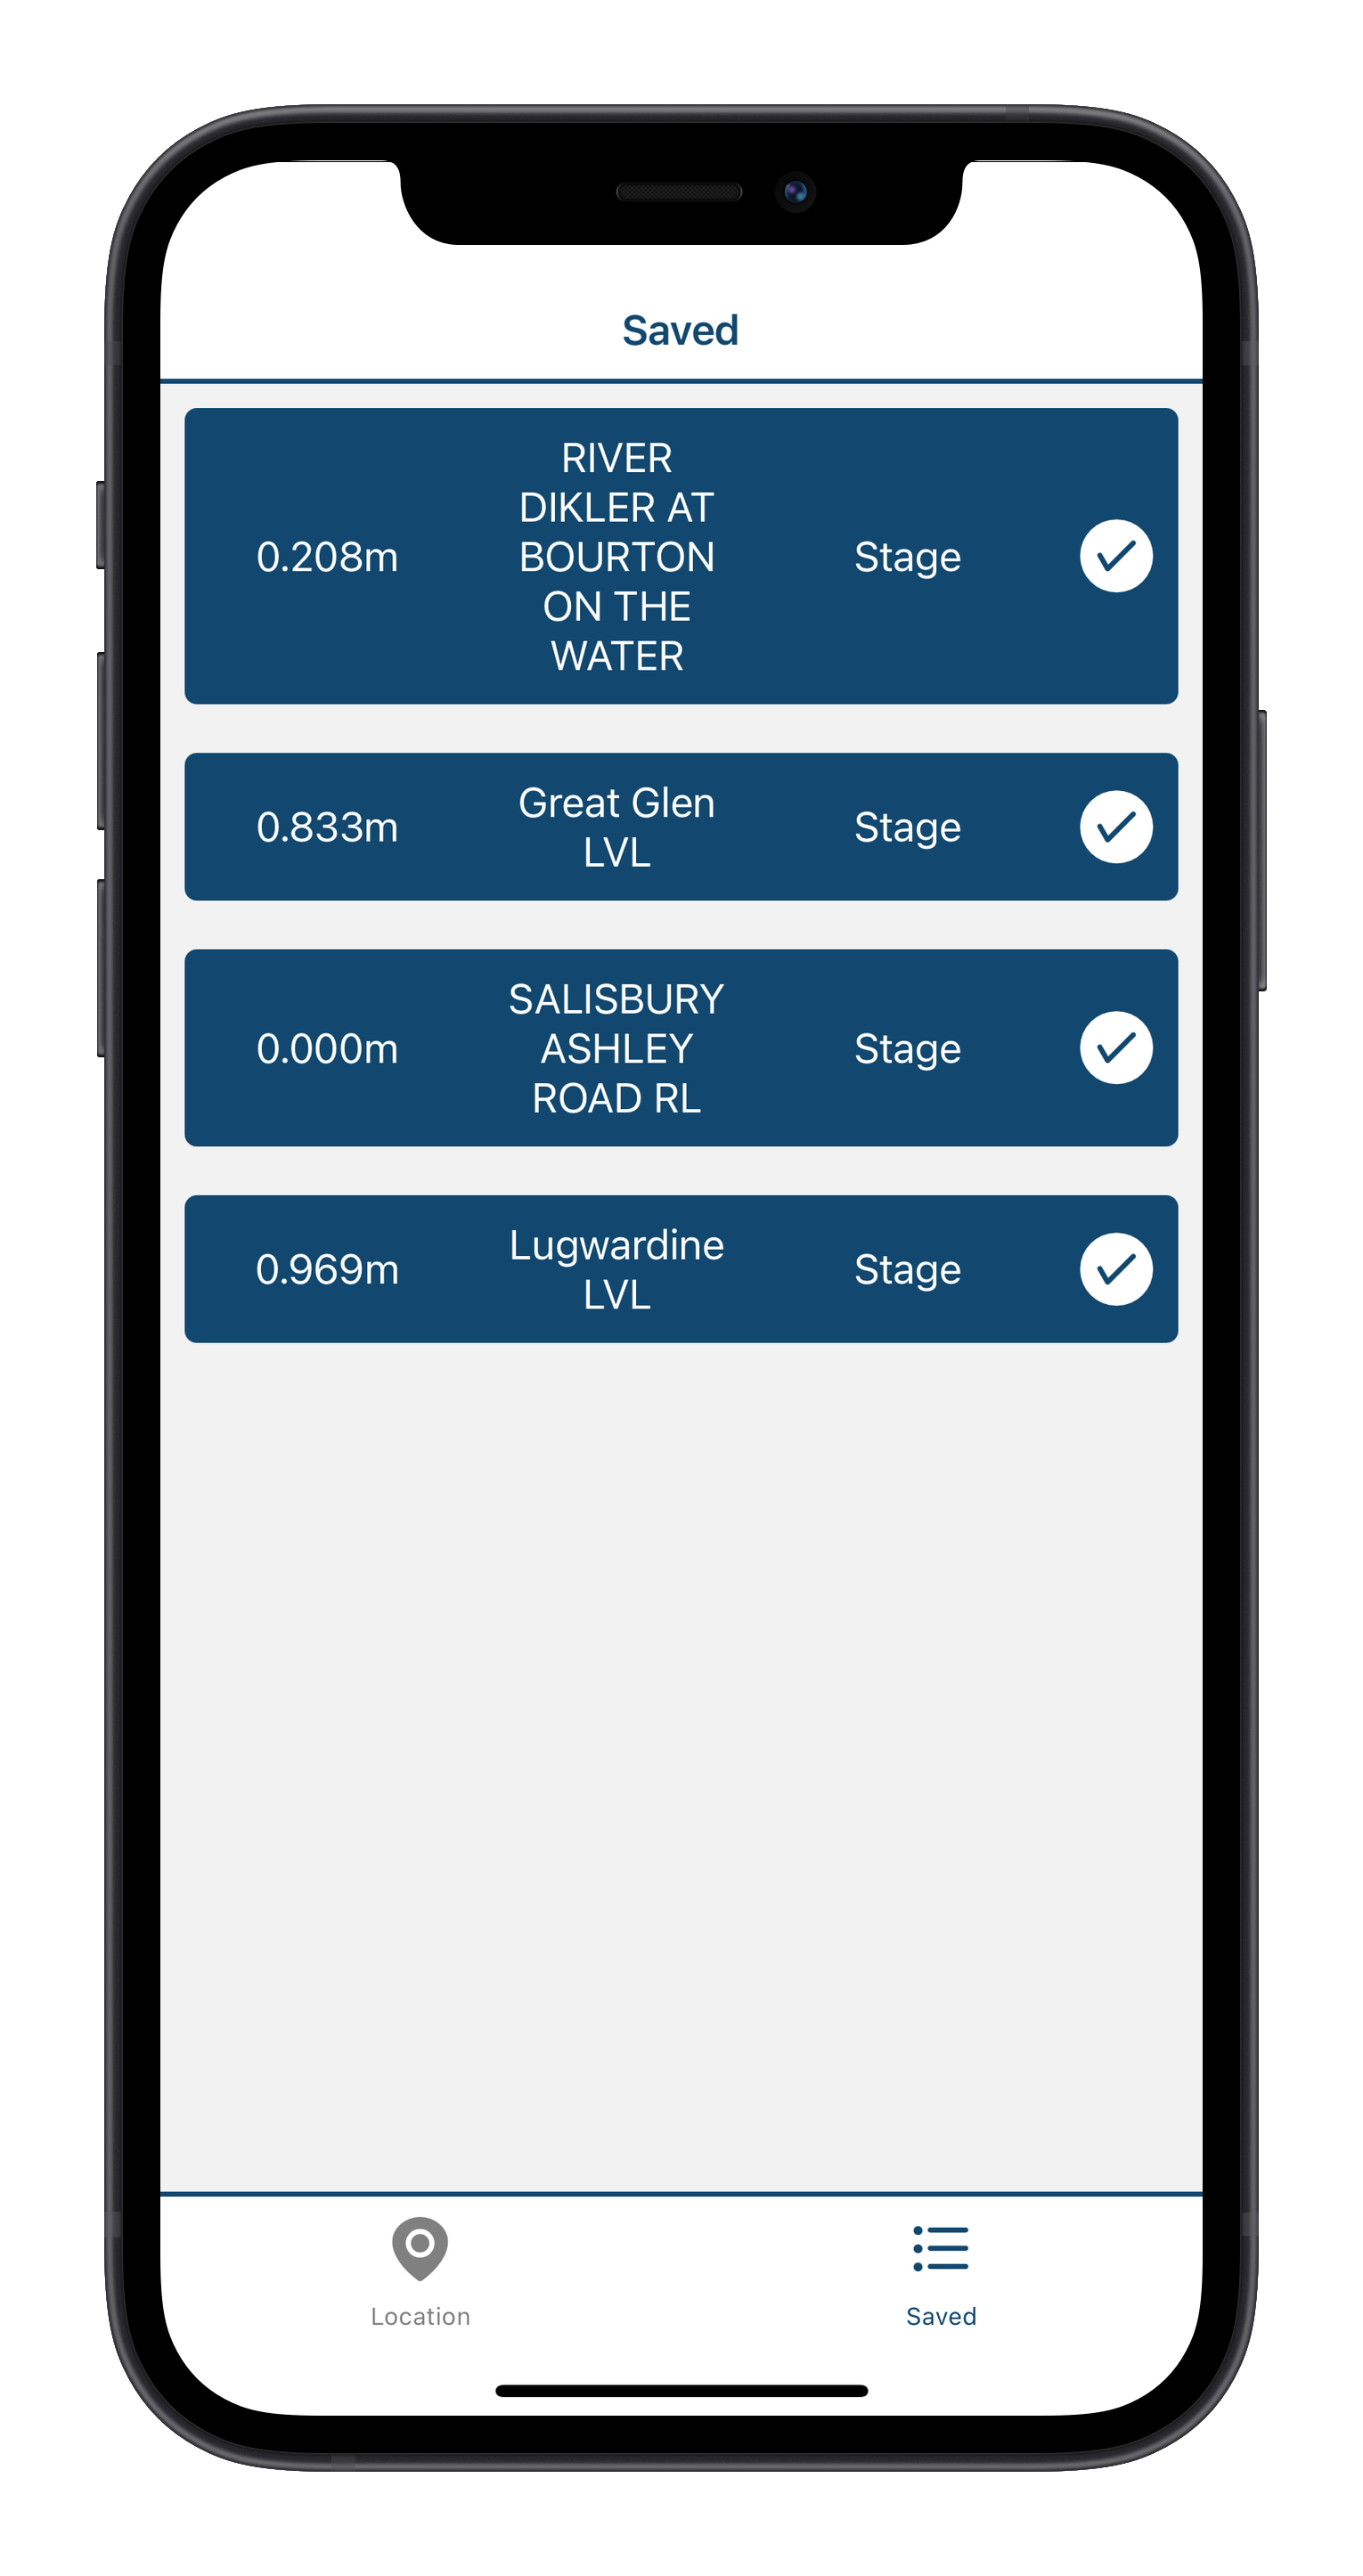 Saved
RIVER
DIKLER AT
0.208m BOURTON Stage
ON THE
WATER
Great Glen
0.833m Stage
LVL
SALISBURY
0.000m ASHLEY Stage
ROAD RL
Lugwardine
0.969m Stage
LVL
Location Saved